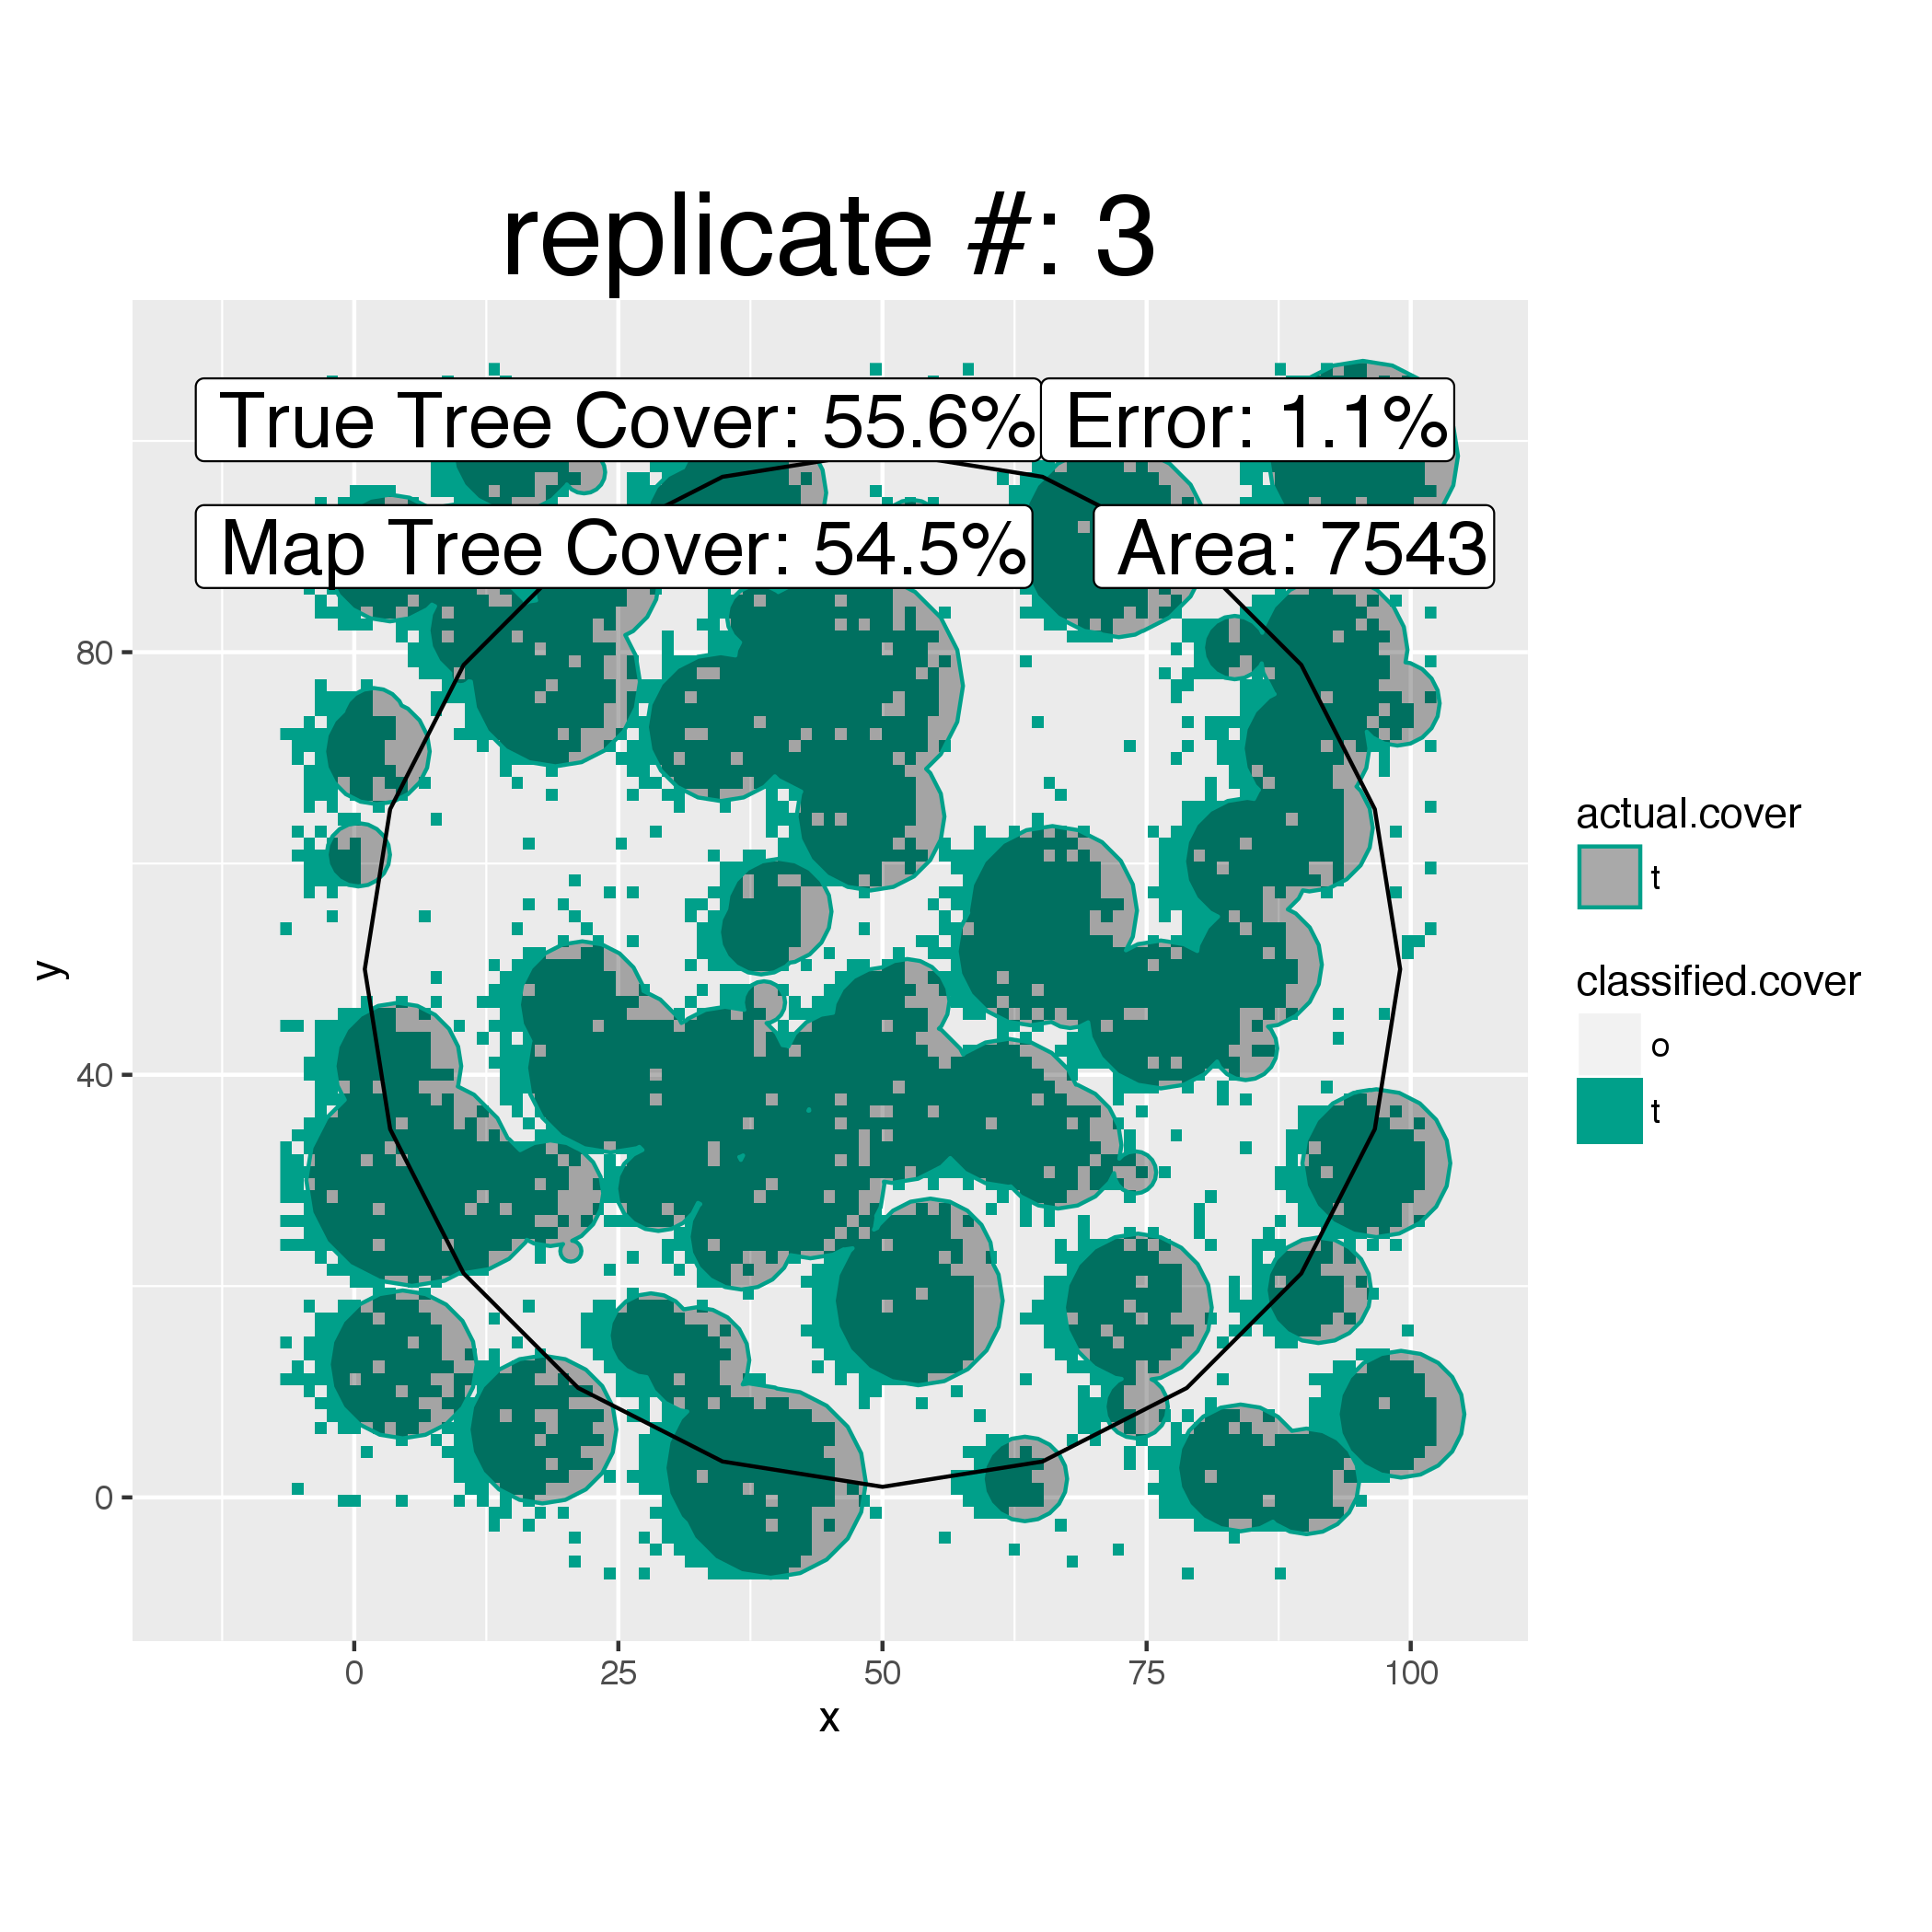 replicate #: 3
True Tree Cover: 55.6%
Error: 1.1%
Map Tree Cover: 54.5%
Area: 7543
80
40
0
y
0 25 50 75 100
x
actual.cover
t
classified.cover
o
t